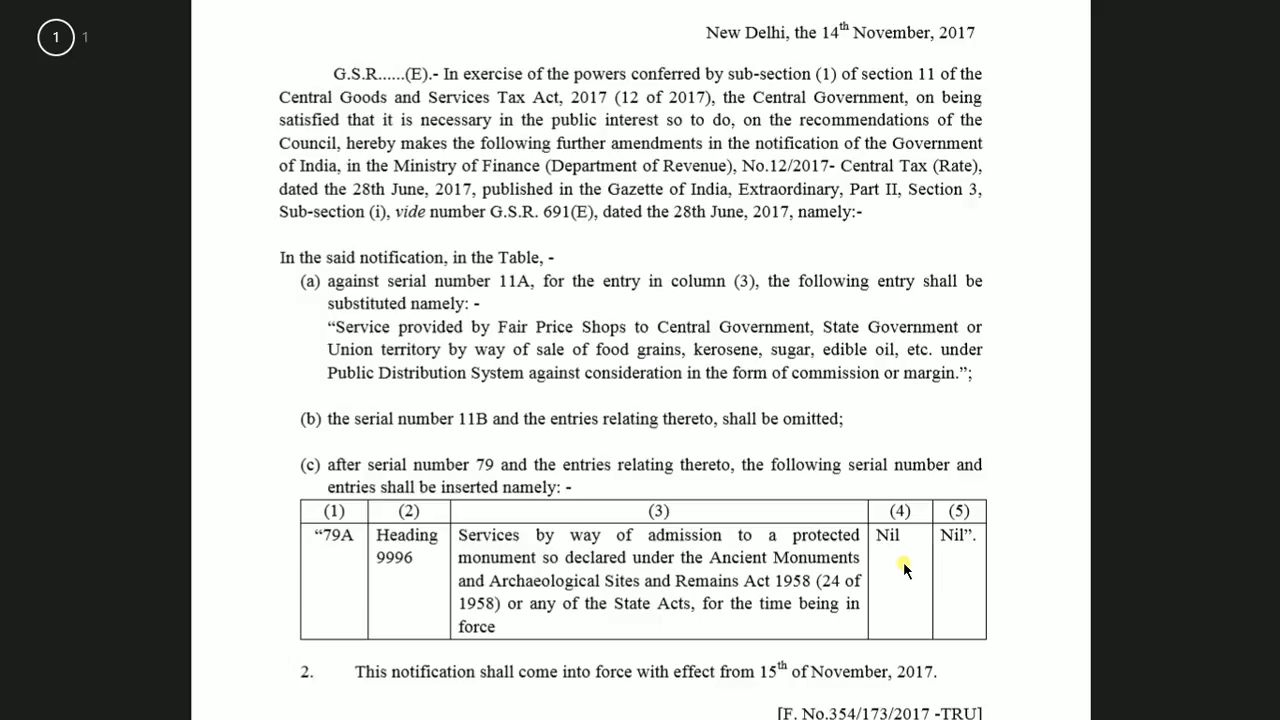 1 1
New Delhi, the 14th November, 2017
G.S.R......(E).- In exercise of the powers conferred by sub-section (1) of section 11 of the
Central Goods and Services Tax Act, 2017 (12 of 2017), the Central Government, on being
satisfied that it is necessary in the public interest so to do, on the recommendations of the
Council, hereby makes the following further amendments in the notification of the Government
of India, in the Ministry of Finance (Department of Revenue), No.12/2017- Central Tax (Rate),
dated the 28th June, 2017, published in the Gazette of India, Extraordinary, Part II, Section 3,
Sub-section (i), vide number G.S.R. 691(E), dated the 28th June, 2017, namely:-
In the said notification, in the Table, -
(a) against serial number 11A, for the entry in column (3), the following entry shall be
substituted namely: -
“Service provided by Fair Price Shops to Central Government, State Government or
Union territory by way of sale of food grains, kerosene, sugar, edible oil, etc. under
Public Distribution System against consideration in the form of commission or margin.”;
(b) the serial number 11B and the entries relating thereto, shall be omitted;
(c) after serial number 79 and the entries relating thereto, the following serial number and
entries shall be inserted namely: -
(1) (2) (3) (4) (5)
“79A Heading Services by way of admission to a protected Nil Nil”.
9996 monument so declared under the Ancient Monuments
and Archaeological Sites and Remains Act 1958 (24 of
1958) or any of the State Acts, for the time being in
force
2. This notification shall come into force with effect from 15th of November, 2017.
[F. No.354/173/2017 -TRU]